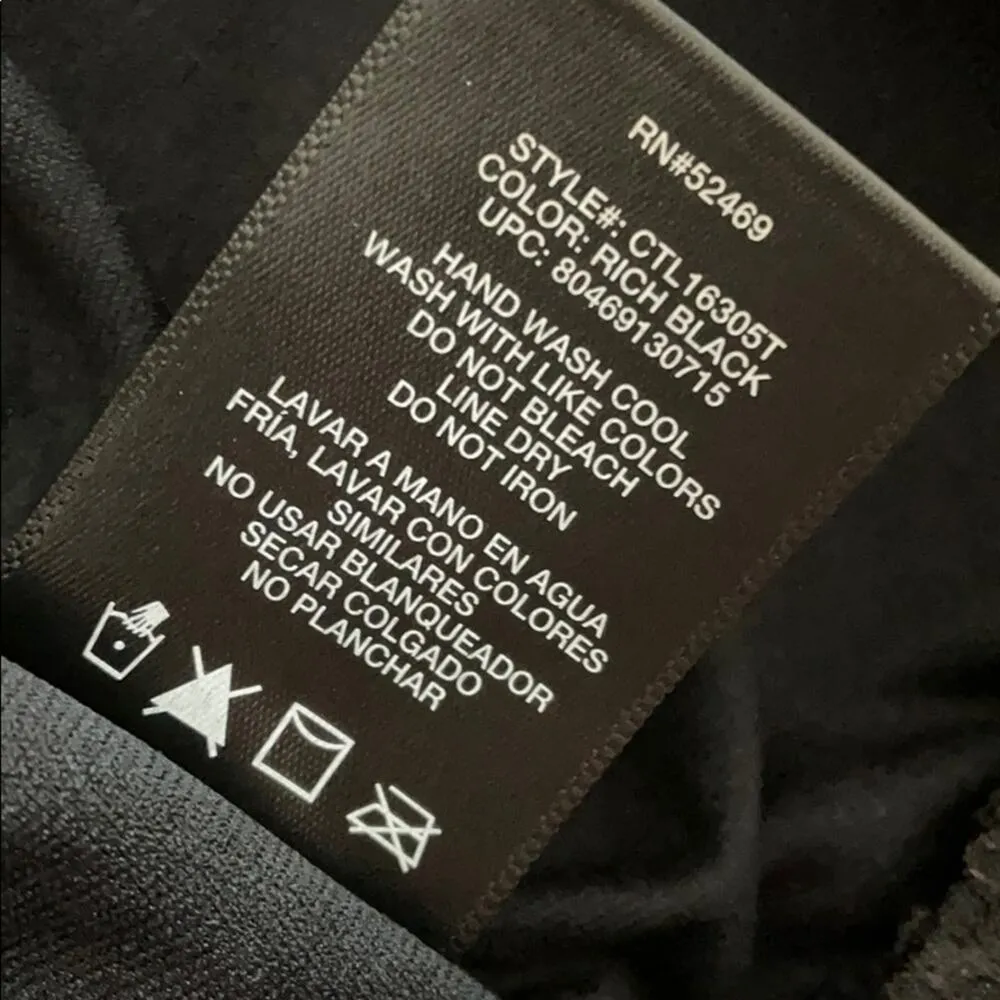 RN#52469
STYLE#: CTL16305T
COLOR: RICH BLACK
UPC: 80469130715
HAND WASH COOL
WASH WITH LIKE COLORS
DO NOT BLEACH
LINE DRY
DO NOT IRON
LAVAR A MANO EN AGUA
FRÍA, LAVAR CON COLORES
SIMILARES
NO USAR BLANQUEADOR
SECAR COLGADO
NO PLANCHAR